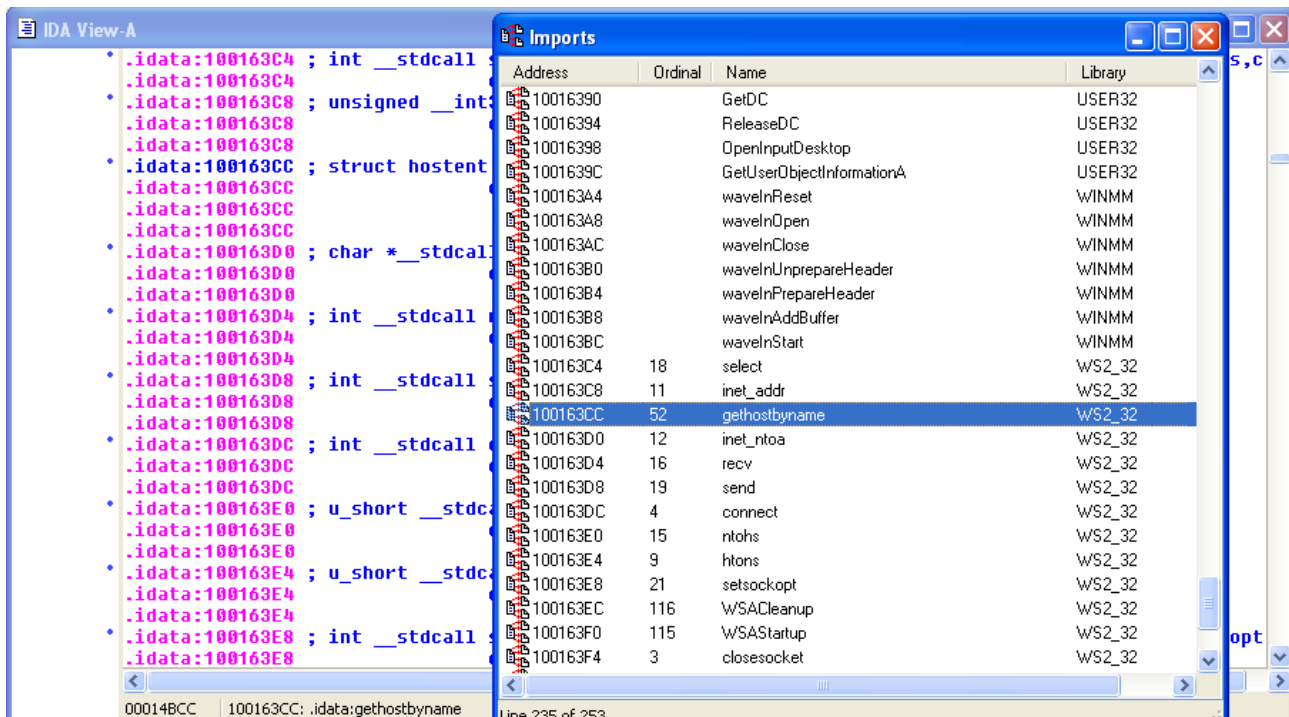 IDA View-A
.idata:100163C4 ; int __stdcall s
.idata:100163C4
.idata:100163C8 ; unsigned __int3
.idata:100163C8
.idata:100163C8
.idata:100163CC ; struct hostent
.idata:100163CC
.idata:100163CC
.idata:100163CC
.idata:100163D0 ; char *__stdcall
.idata:100163D0
.idata:100163D0
.idata:100163D4 ; int __stdcall
.idata:100163D4
.idata:100163D4
.idata:100163D8 ; int __stdcall s
.idata:100163D8
.idata:100163D8
.idata:100163DC ; int __stdcall
.idata:100163DC
.idata:100163DC
.idata:100163E0 ; u_short __stdca
.idata:100163E0
.idata:100163E0
.idata:100163E4 ; u_short __stdca
.idata:100163E4
.idata:100163E4
.idata:100163E8 ; int __stdcall s
.idata:100163E8
00014BCC 100163CC: .idata:gethostbyname
Imports
Address Ordinal Name Library
10016390 GetDC USER32
10016394 ReleaseDC USER32
10016398 OpenInputDesktop USER32
1001639C GetUserObjectInformationA USER32
100163A4 waveInReset WINMM
100163A8 waveInOpen WINMM
100163AC waveInClose WINMM
100163B0 waveInUnprepareHeader WINMM
100163B4 waveInPrepareHeader WINMM
100163B8 waveInAddBuffer WINMM
100163BC waveInStart WINMM
100163C4 18 select WS2_32
100163C8 11 inet_addr WS2_32
100163CC 52 gethostbyname WS2_32
100163D0 12 inet_ntoa WS2_32
100163D4 16 recv WS2_32
100163D8 19 send WS2_32
100163DC 4 connect WS2_32
100163E0 15 ntohs WS2_32
100163E4 9 htons WS2_32
100163E8 21 setsockopt WS2_32
100163EC 116 WSACleanup WS2_32
100163F0 115 WSAStartup WS2_32
100163F4 3 closesocket WS2_32
Line 235 of 253
s,c
opt